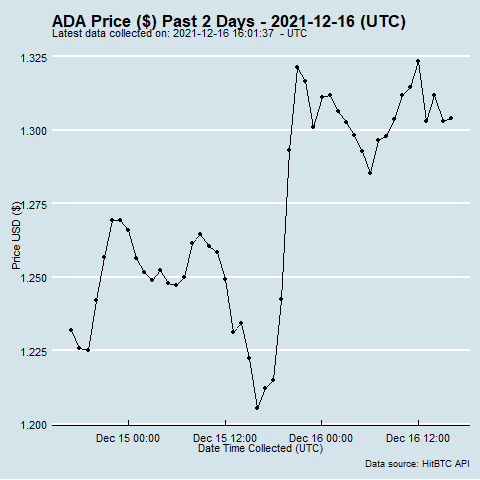 ADA Price ($) Past 2 Days - 2021-12-16 (UTC)
Latest data collected on: 2021-12-16 16:01:37 - UTC
Price USD ($)
1.325
1.300
1.275
1.250
1.225
1.200
Dec 15 00:00 Dec 15 12:00 Dec 16 00:00 Dec 16 12:00
Date Time Collected (UTC)
Data source: HitBTC API